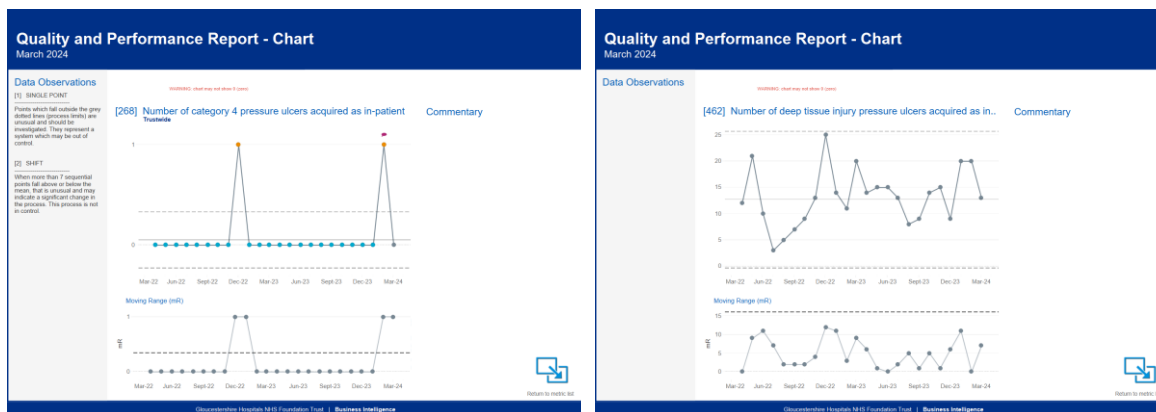 Quality and Performance Report - Chart
March 2024
Data Observations
[1] SINGLE POINT
Points which fall outside the grey
dotted lines (process limits) are
unusual and should be
investigated. They represent a
system which may be out of
control.
[2] SHIFT
When more than 7 sequential
points fall above or below the
mean, that is unusual and may
indicate a significant change in
the process. This process is not
in control.
WARNING, chart may not show 0 (zero)
[268] Number of category 4 pressure ulcers acquired as in-patient
Trustwide
Commentary
1
0
Mar-22 Jun-22 Sept-22 Dec-22 Mar-23 Jun-23 Sept-23 Dec-23 Mar-24
Moving Range (mR)
1
mR
0
Mar-22 Jun-22 Sept-22 Dec-22 Mar-23 Jun-23 Sept-23 Dec-23 Mar-24
Return to metric list
Gloucestershire Hospitals NHS Foundation Trust | Business Intelligence
Quality and Performance Report - Chart
March 2024
Data Observations
WARNING, chart may not show 0 (zero)
[462] Number of deep tissue injury pressure ulcers acquired as in..
Commentary
25
20
15
10
5
0
Mar-22 Jun-22 Sept-22 Dec-22 Mar-23 Jun-23 Sept-23 Dec-23 Mar-24
Moving Range (mR)
15
10
mR
5
0
Mar-22 Jun-22 Sept-22 Dec-22 Mar-23 Jun-23 Sept-23 Dec-23 Mar-24
Return to metric
Gloucestershire Hospitals NHS Foundation Trust | Business Intelligence